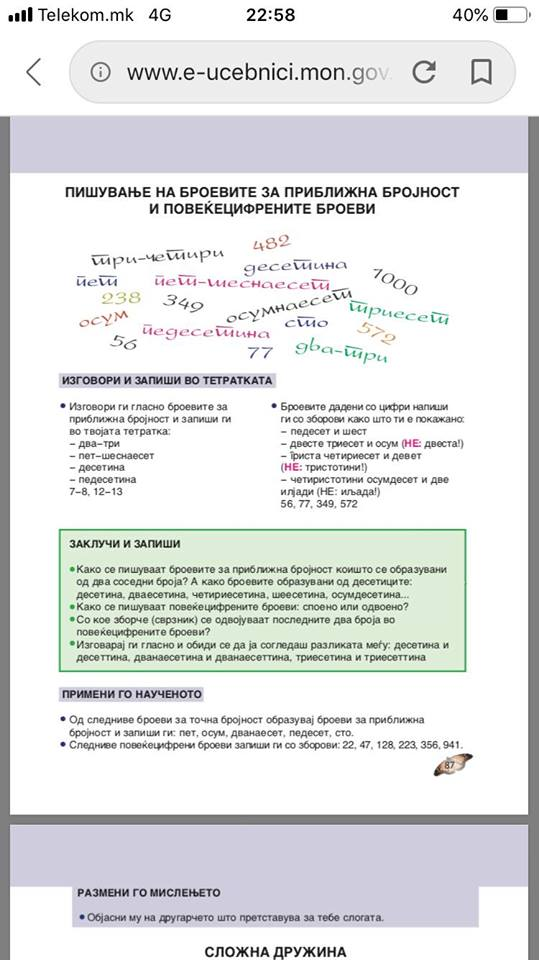 Telekom.mk 4G 22:58 40%
www.e-ucebnici.mon.gov.
ПИШУВАЊЕ НА БРОЕВИТЕ ЗА ПРИБЛИЖНА БРОЈНОСТ
И ПОВЕЌЕЦИФРЕНИТЕ БРОЕВИ
три-четири 482
десетина
пет пет-шеснаесет 1000
238 349 осумнаесет триесет
осум педесетина сто 572
56 77 два-три
ИЗГОВОРИ И ЗАПИШИ ВО ТЕТРАТКАТА
• Изговори ги гласно броевите за
приближна бројност и запиши ги
во твојата тетратка:
– два–три
– пет–шеснаесет
– десетина
– педесетина
7–8, 12–13
• Броевите дадени со цифри напиши
ги со зборови како што ти е покажано:
– педесет и шест
– двесте триесет и осум (НЕ: двеста!)
– триста четириесет и девет
(НЕ: тристотини!)
– четиристотини осумдесет и две
илјади (НЕ: иљада!)
56, 77, 349, 572
ЗАКЛУЧИ И ЗАПИШИ
• Како се пишуваат броевите за приближна бројност коишто се образувани
од два соседни броја? А како броевите образувани од десетиците:
десетина, дваесетина, четириесетина, шеесетина, осумдесетина...
• Како се пишуваат повеќецифрените броеви: споено или одвоено?
• Со кое зборче (сврзник) се одвојуваат последните два броја во
повеќецифрените броеви?
• Изговарај ги гласно и обиди се да ја согледаш разликата меѓу: десетина и
десеттина, дванаесетина и дванаесеттина, триесетина и триесеттина
ПРИМЕНИ ГО НАУЧЕНОТО
• Од следниве броеви за точна бројност образувај броеви за приближна
бројност и запиши ги: пет, осум, дванаесет, педесет, сто.
• Следниве повеќецифрени броеви запиши ги со зборови: 22, 47, 128, 223, 356, 941.
87
РАЗМЕНИ ГО МИСЛЕЊЕТО
• Објасни му на другарчето што претставува за тебе слогата.
СЛОЖНА ДРУЖИНА